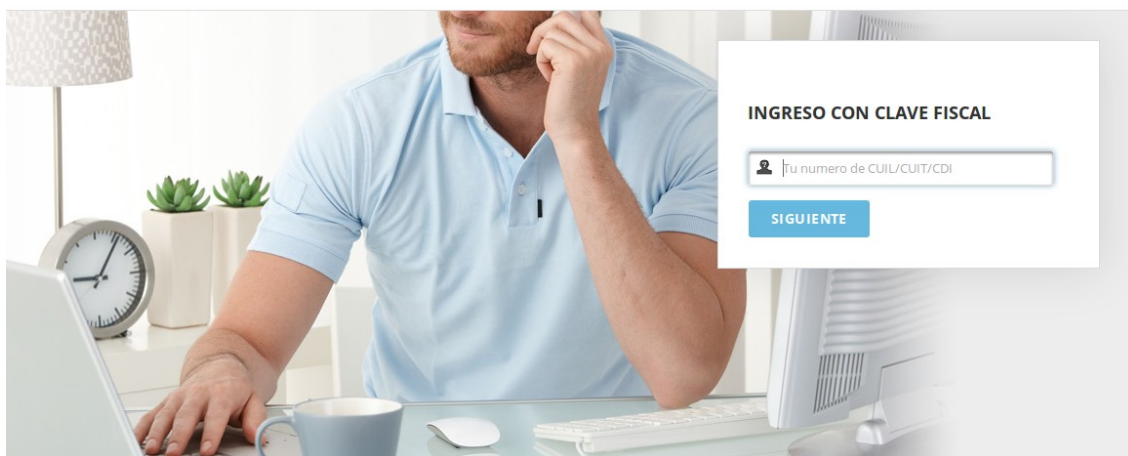 INGRESO CON CLAVE FISCAL
Tu numero de CUIL/CUIT/CDI
SIGUIENTE